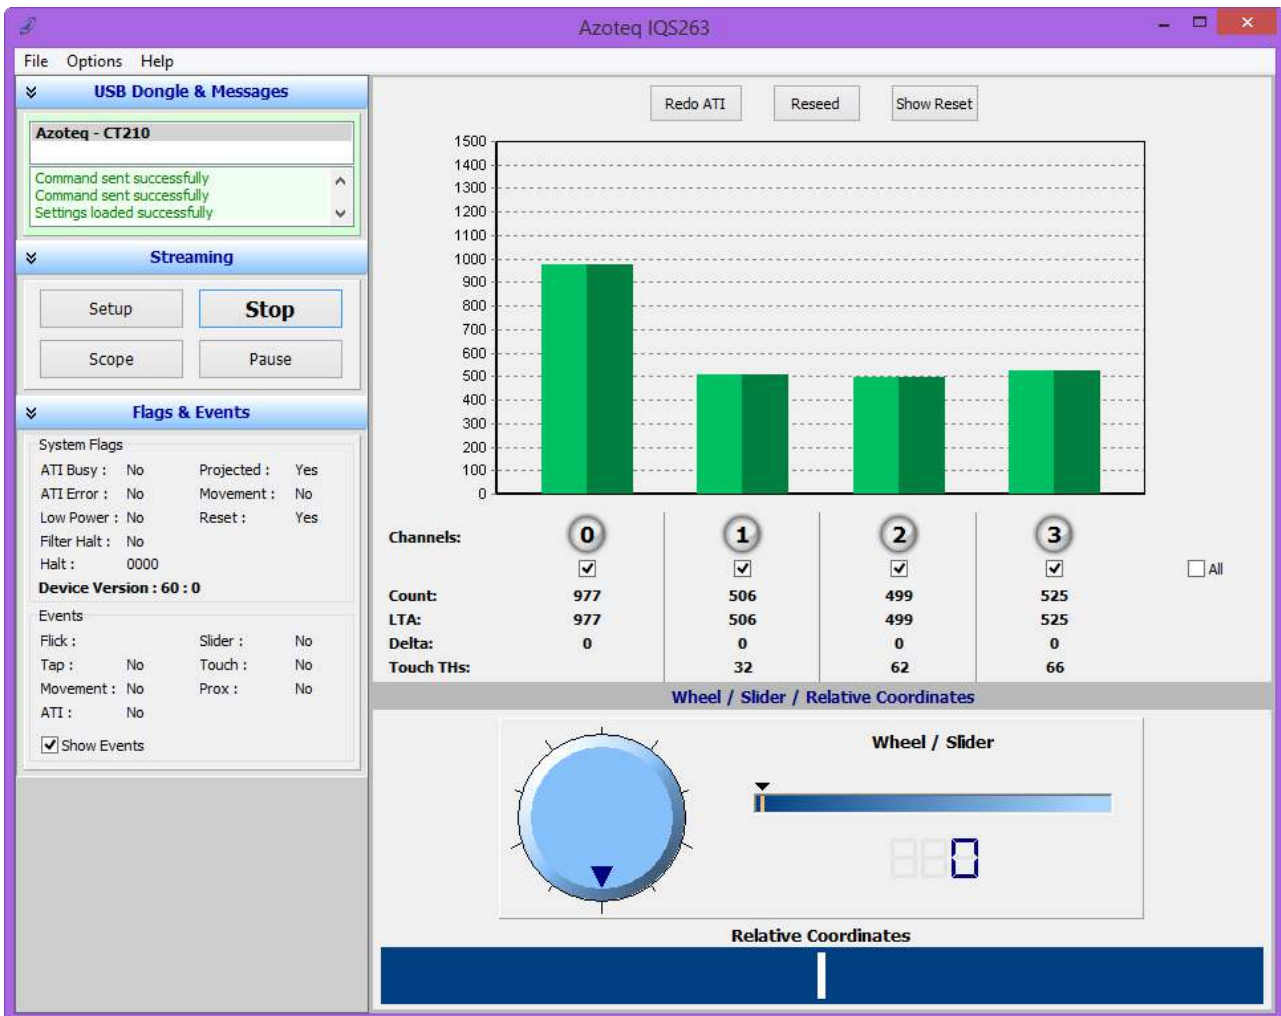 Azoteq IQS263
File Options Help
USB Dongle & Messages
Azoteq - CT210
Command sent successfully
Command sent successfully
Settings loaded successfully
Streaming
Setup Stop
Scope Pause
Flags & Events
System Flags
ATI Busy : No Projected : Yes
ATI Error : No Movement : No
Low Power : No Reset : Yes
Filter Halt : No
Halt : 0000
Device Version : 60 : 0
Events
Flick : Slider : No
Tap : No Touch : No
Movement : No Prox : No
ATI : No
Show Events
Redo ATI Reseed Show Reset
1500
1400
1300
1200
1100
1000
900
800
700
600
500
400
300
200
100
0
Channels: 0 1 2 3
All
Count: 977 506 499 525
LTA: 977 506 499 525
Delta: 0 0 0 0
Touch THs: 32 62 66
Wheel / Slider / Relative Coordinates
Wheel / Slider
0
Relative Coordinates